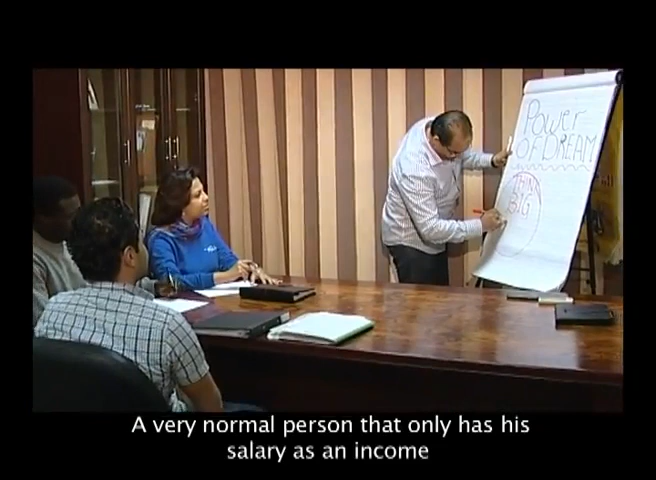 POWER
OF DREAM
THINK
BIG
A very normal person that only has his
salary as an income